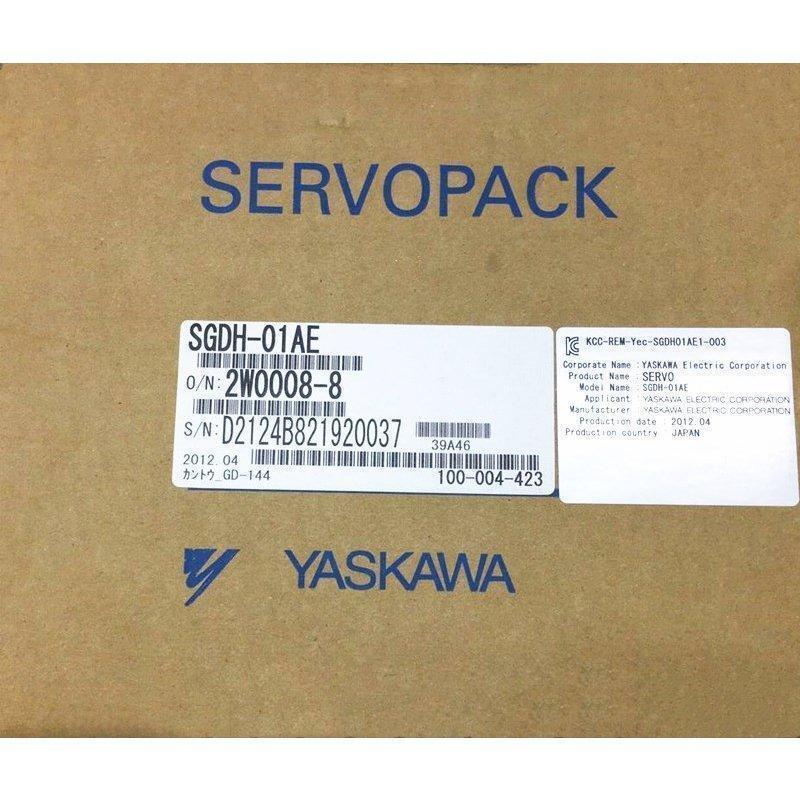 SERVOPACK
SGDH-01AE
O/N: 2W0008-8
S/N: D2124B821920037
39A46
2012.04
カントウ_GD-144
100-004-423
KCC-REM-Yec-SGDH01AE1-003
Corporate Name : YASKAWA Electric Corporation
Product Name : SERVO
Model Name : SGDH-01AE
Applicant : YASKAWA ELECTRIC CORPORATION
Manufacturer : YASKAWA ELECTRIC CORPORATION
Production date : 2012.04
Production country : JAPAN
YASKAWA